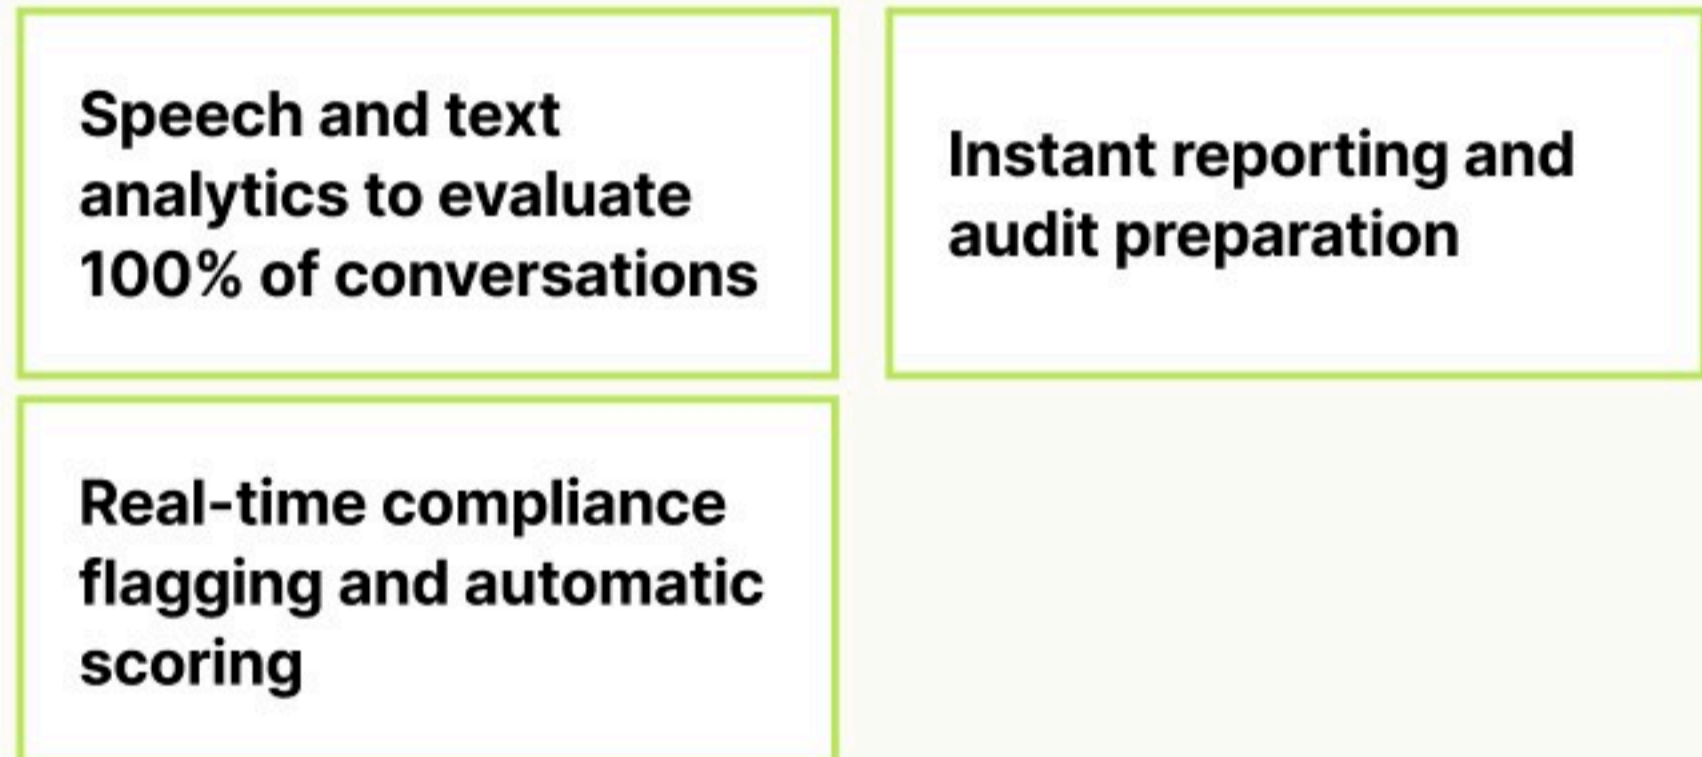 Speech and text
analytics to evaluate
100% of conversations
Instant reporting and
audit preparation
Real-time compliance
flagging and automatic
scoring